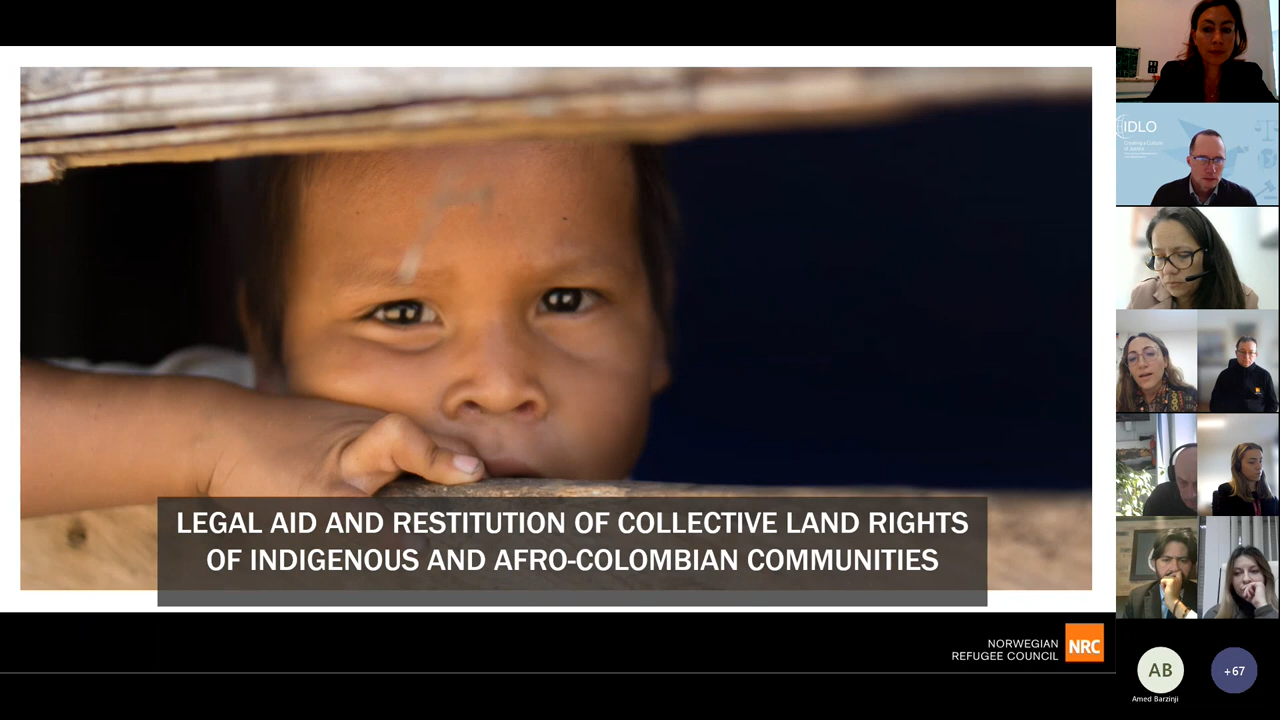 LEGAL AID AND RESTITUTION OF COLLECTIVE LAND RIGHTS
OF INDIGENOUS AND AFRO-COLOMBIAN COMMUNITIES
NORWEGIAN
REFUGEE COUNCIL
NRC
IDLO
AB
Amed Barzinji
+67